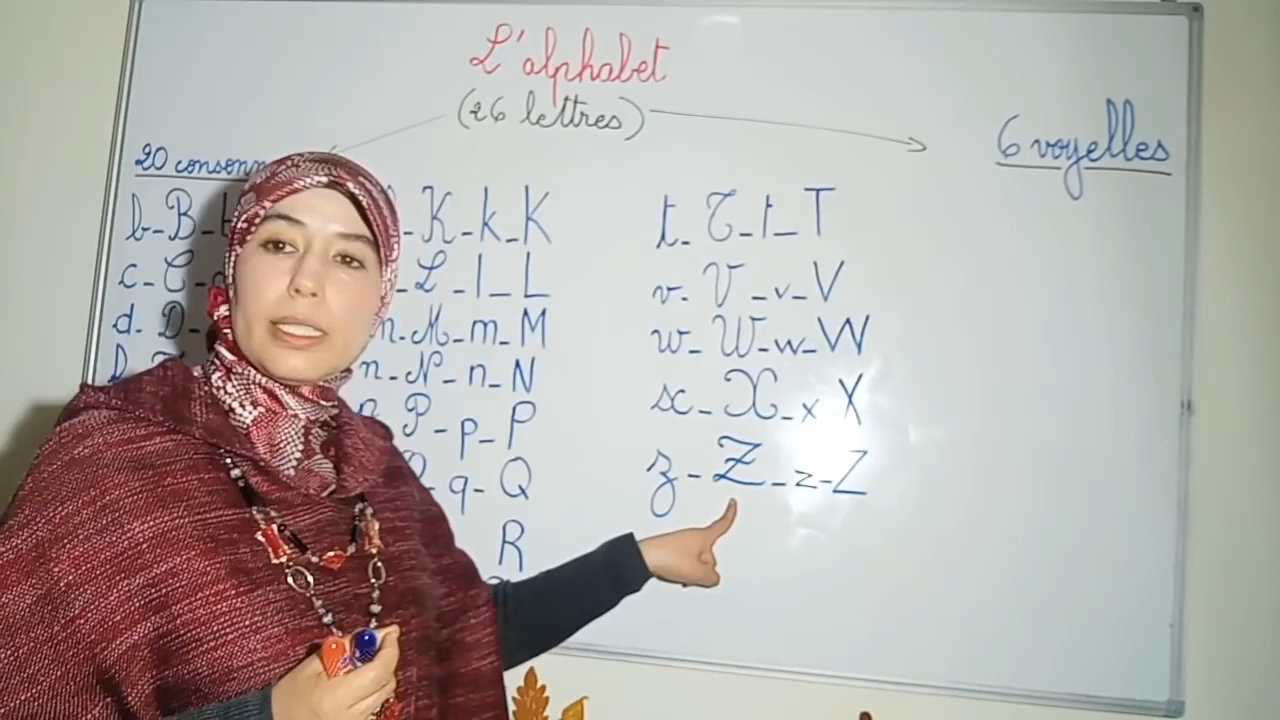 L'alphabet
(26 lettres)
20 consonn
6 voyelles
b-B-
c-C-
d-D-
-K-k-K
-L-l-L
m-M-m-M
n-N-n-N
P-p-P
-q-Q
R
t-T-t-T
v-V-v-V
w-W-w-W
x-X-x-X
z-Z-z-Z